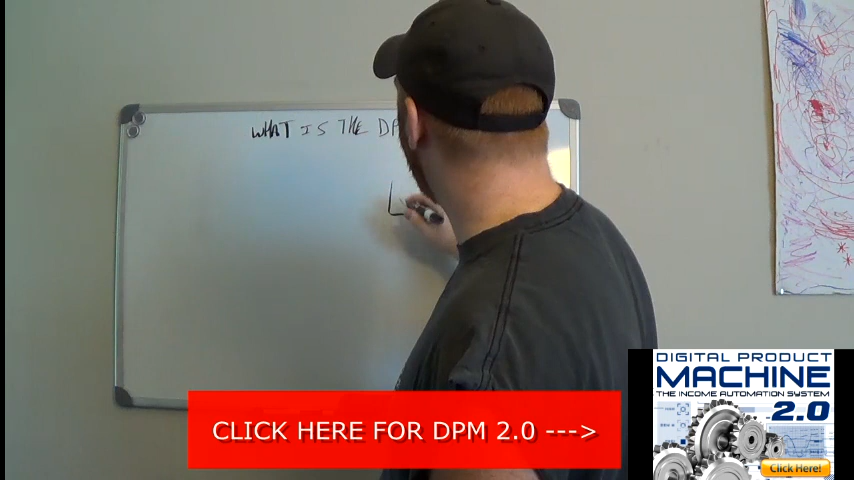 WHAT IS THE DP
CLICK HERE FOR DPM 2.0 --->
DIGITAL PRODUCT
MACHINE
THE INCOME AUTOMATION SYSTEM
2.0
Click Here!